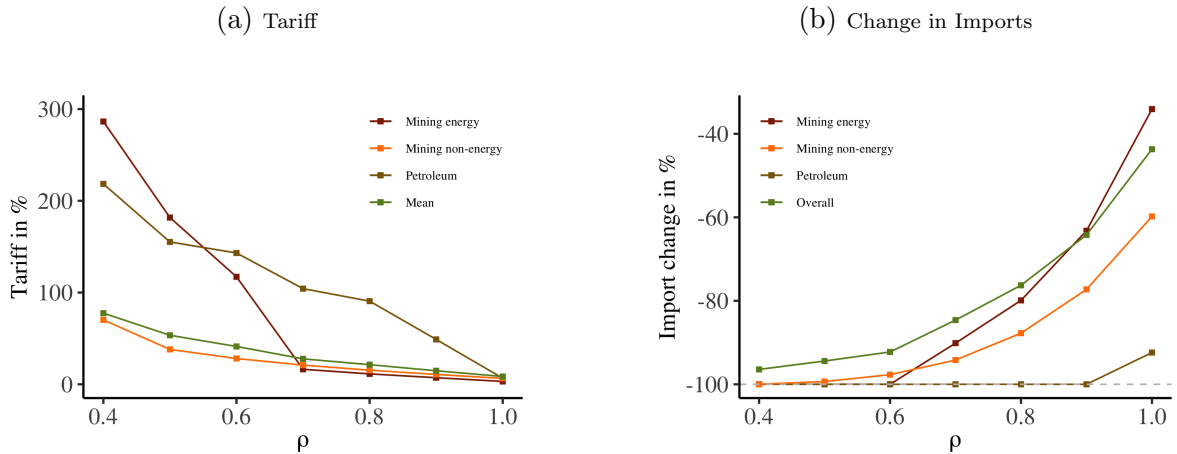 (a) Tariff
300
200
100
0
Tariff in %
0.4 0.6 0.8 1.0
ρ
Mining energy
Mining non-energy
Petroleum
Mean
(b) Change in Imports
-40
-60
-80
-100
Import change in %
0.4 0.6 0.8 1.0
ρ
Mining energy
Mining non-energy
Petroleum
Overall